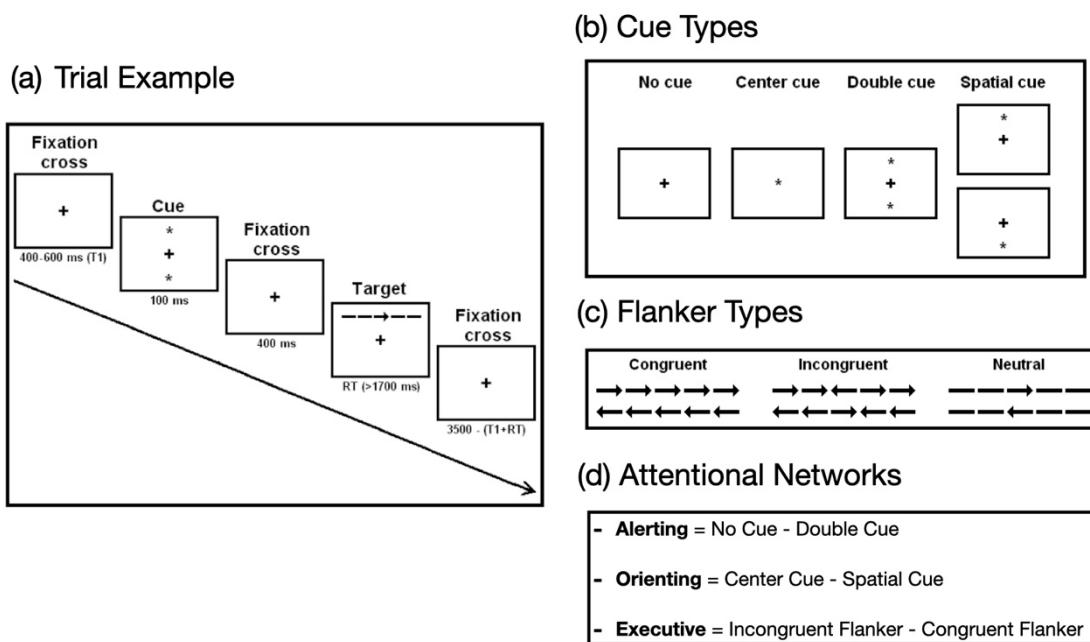 (a) Trial Example
Fixation
cross
+
400-600 ms (T1)
Cue
*
+
*
100 ms
Fixation
cross
+
400 ms
Target
+
RT (>1700 ms)
Fixation
cross
+
3500 - (T1+RT)
(b) Cue Types
No cue Center cue Double cue Spatial cue
+
*
*
+
*
*
+
+
*
(c) Flanker Types
Congruent Incongruent Neutral
(d) Attentional Networks
- Alerting = No Cue - Double Cue
- Orienting = Center Cue - Spatial Cue
- Executive = Incongruent Flanker - Congruent Flanker